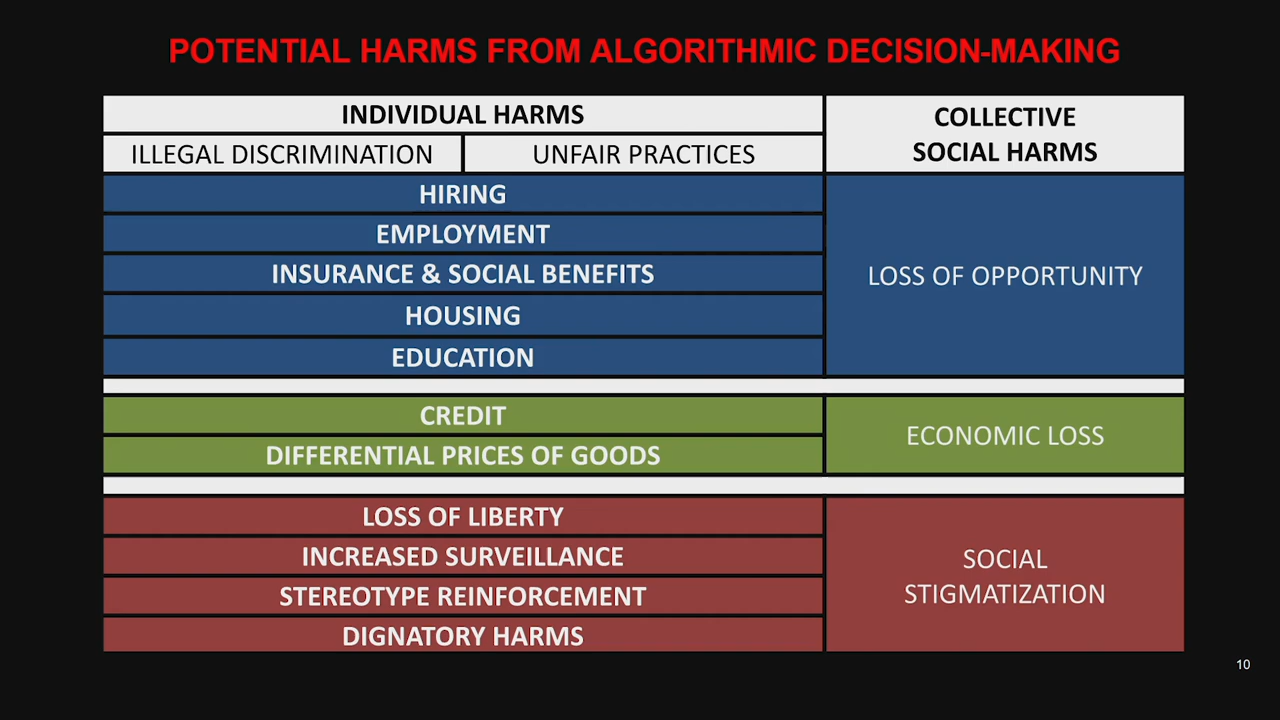 POTENTIAL HARMS FROM ALGORITHMIC DECISION-MAKING
INDIVIDUAL HARMS
COLLECTIVE
SOCIAL HARMS
ILLEGAL DISCRIMINATION
UNFAIR PRACTICES
HIRING
EMPLOYMENT
INSURANCE & SOCIAL BENEFITS
HOUSING
EDUCATION
LOSS OF OPPORTUNITY
CREDIT
DIFFERENTIAL PRICES OF GOODS
ECONOMIC LOSS
LOSS OF LIBERTY
INCREASED SURVEILLANCE
STEREOTYPE REINFORCEMENT
DIGNATORY HARMS
SOCIAL
STIGMATIZATION
10